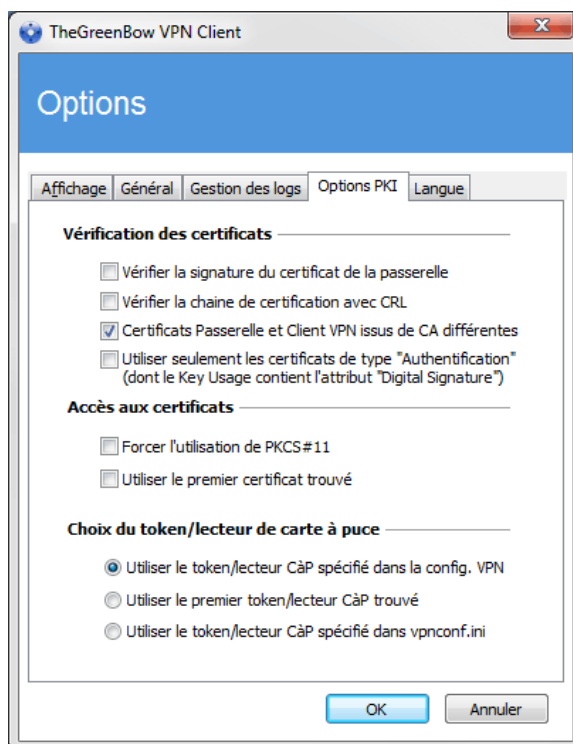 TheGreenBow VPN Client
Options
Affichage Général Gestion des logs Options PKI Langue
Vérification des certificats
Vérifier la signature du certificat de la passerelle
Vérifier la chaine de certification avec CRL
Certificats Passerelle et Client VPN issus de CA différentes
Utiliser seulement les certificats de type "Authentification"
(dont le Key Usage contient l'attribut "Digital Signature")
Accès aux certificats
Forcer l'utilisation de PKCS#11
Utiliser le premier certificat trouvé
Choix du token/lecteur de carte à puce
Utiliser le token/lecteur CàP spécifié dans la config. VPN
Utiliser le premier token/lecteur CàP trouvé
Utiliser le token/lecteur CàP spécifié dans vpnconf.ini
OK Annuler